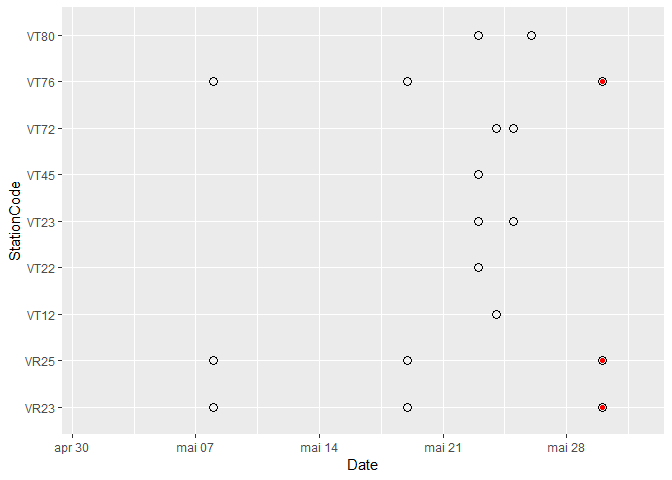 VT80
VT76
VT72
VT45
VT23
VT22
VT12
VR25
VR23
StationCode
apr 30 mai 07 mai 14 mai 21 mai 28
Date